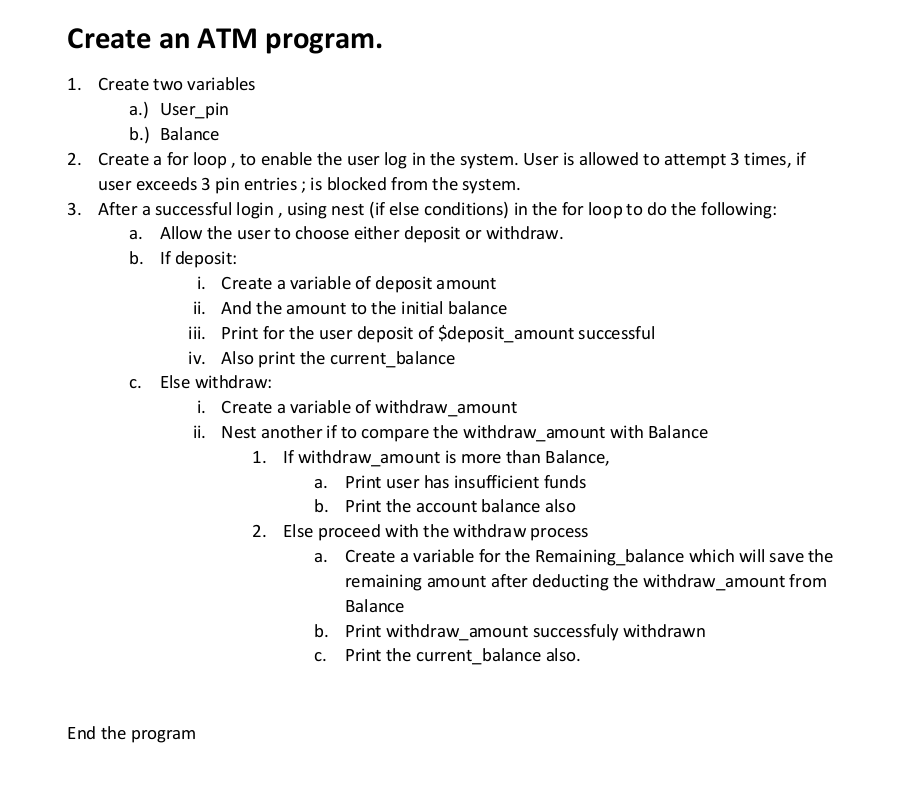 Create an ATM program.
1. Create two variables
a.) User_pin
b.) Balance
2. Create a for loop , to enable the user log in the system. User is allowed to attempt 3 times, if
user exceeds 3 pin entries ; is blocked from the system.
3. After a successful login , using nest (if else conditions) in the for loop to do the following:
a. Allow the user to choose either deposit or withdraw.
b. If deposit:
i. Create a variable of deposit amount
ii. And the amount to the initial balance
iii. Print for the user deposit of $deposit_amount successful
iv. Also print the current_balance
c. Else withdraw:
i. Create a variable of withdraw_amount
ii. Nest another if to compare the withdraw_amount with Balance
1. If withdraw_amount is more than Balance,
a. Print user has insufficient funds
b. Print the account balance also
2. Else proceed with the withdraw process
a. Create a variable for the Remaining_balance which will save the
remaining amount after deducting the withdraw_amount from
Balance
b. Print withdraw_amount successfuly withdrawn
c. Print the current_balance also.
End the program